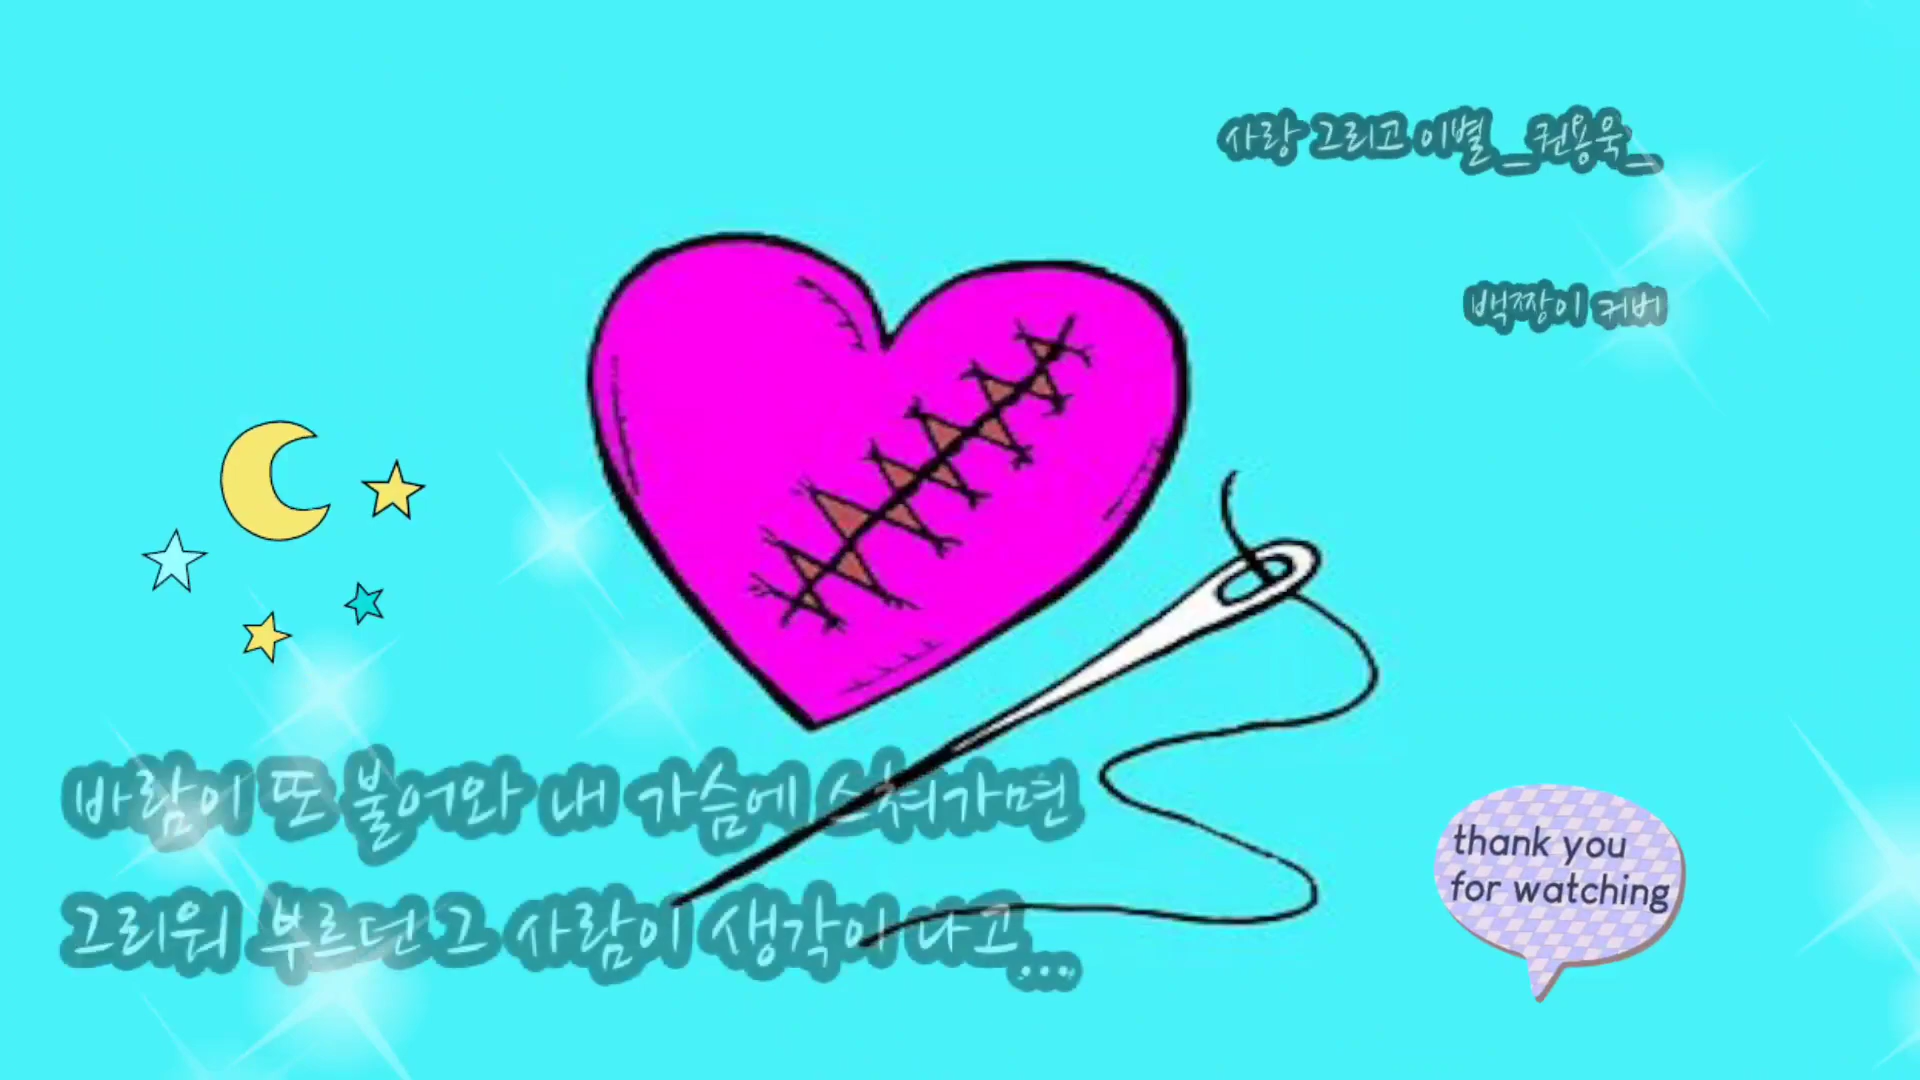 사랑 그리고 이별_권용욱_
백짱이 커버
바람이 또 불어와 내 가슴에 스쳐가면
그리워 부르던 그 사람이 생각이 나고...
thank you
for watching